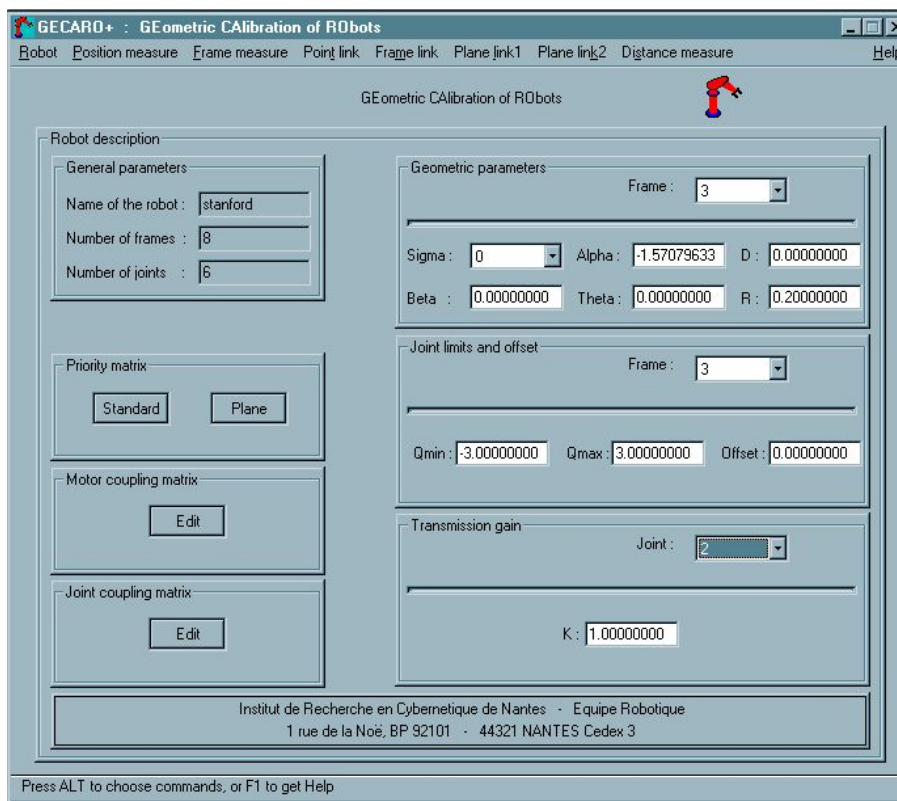 GECARO+ : GEometric CAlibration of RObots
Robot Position measure Frame measure Point link Frame link Plane link1 Plane link2 Distance measure Help
GEometric CAlibration of RObots
Robot description
General parameters
Name of the robot : stanford
Number of frames : 8
Number of joints : 6
Geometric parameters
Frame : 3
Sigma : 0 Alpha : -1.57079633 D : 0.00000000
Beta : 0.00000000 Theta : 0.00000000 R : 0.20000000
Priority matrix
Standard Plane
Joint limits and offset
Frame : 3
Qmin : -3.00000000 Qmax : 3.00000000 Offset : 0.00000000
Motor coupling matrix
Edit
Transmission gain
Joint : 2
K : 1.00000000
Joint coupling matrix
Edit
Institut de Recherche en Cybernetique de Nantes - Equipe Robotique
1 rue de la Noë, BP 92101 - 44321 NANTES Cedex 3
Press ALT to choose commands, or F1 to get Help